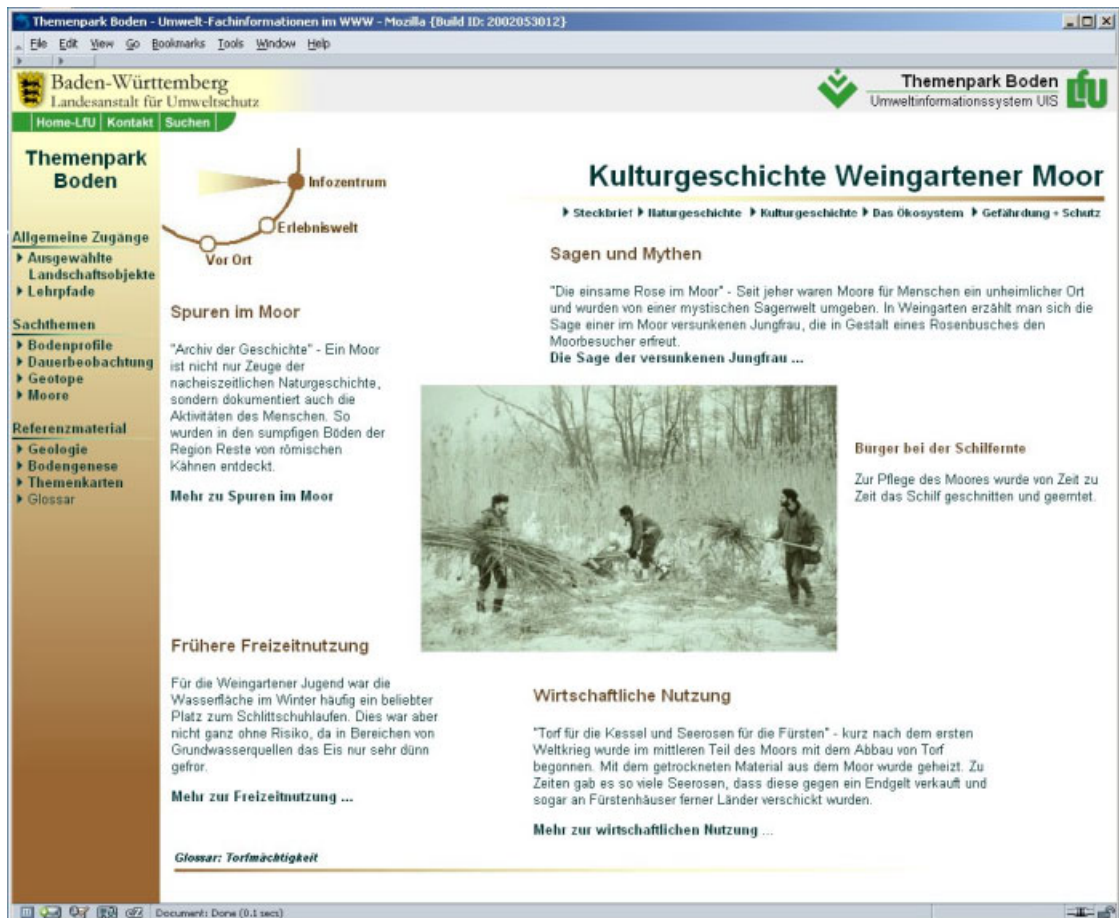 Themenpark Boden - Umwelt-Fachinformationen im WWW - Mozilla {Build ID: 2002053012}
File Edit View Go Bookmarks Tools Window Help
Baden-Württemberg
Landesanstalt für Umweltschutz
Themenpark Boden
Umweltinformationssystem UIS
LfU
Home-LfU Kontakt Suchen
Themenpark
Boden
Allgemeine Zugänge
Ausgewählte
Landschaftsobjekte
Lehrpfade
Sachthemen
Bodenprofile
Dauerbeobachtung
Geotope
Moore
Referenzmaterial
Geologie
Bodengenese
Themenkarten
Glossar
Infozentrum
Erlebniswelt
Vor Ort
Kulturgeschichte Weingartener Moor
Steckbrief Naturgeschichte Kulturgeschichte Das Ökosystem Gefährdung + Schutz
Sagen und Mythen
"Die einsame Rose im Moor" - Seit jeher waren Moore für Menschen ein unheimlicher Ort
und wurden von einer mystischen Sagenwelt umgeben. In Weingarten erzählt man sich die
Sage einer im Moor versunkenen Jungfrau, die in Gestalt eines Rosenbusches den
Moorbesucher erfreut.
Die Sage der versunkenen Jungfrau ...
Spuren im Moor
"Archiv der Geschichte" - Ein Moor
ist nicht nur Zeuge der
nacheiszeitlichen Naturgeschichte,
sondern dokumentiert auch die
Aktivitäten des Menschen. So
wurden in den sumpfigen Böden der
Region Reste von römischen
Kähnen entdeckt.
Mehr zu Spuren im Moor
Bürger bei der Schilfernte
Zur Pflege des Moores wurde von Zeit zu
Zeit das Schilf geschnitten und geerntet.
Frühere Freizeitnutzung
Für die Weingartener Jugend war die
Wasserfläche im Winter häufig ein beliebter
Platz zum Schlittschuhlaufen. Dies war aber
nicht ganz ohne Risiko, da in Bereichen von
Grundwasserquellen das Eis nur sehr dünn
gefror.
Mehr zur Freizeitnutzung ...
Wirtschaftliche Nutzung
"Torf für die Kessel und Seerosen für die Fürsten" - kurz nach dem ersten
Weltkrieg wurde im mittleren Teil des Moors mit dem Abbau von Torf
begonnen. Mit dem getrockneten Material aus dem Moor wurde geheizt. Zu
Zeiten gab es so viele Seerosen, dass diese gegen ein Endgelt verkauft und
sogar an Fürstenhäuser ferner Länder verschickt wurden.
Mehr zur wirtschaftlichen Nutzung ...
Glossar: Torfmächtigkeit
Document: Done (0.1 secs)